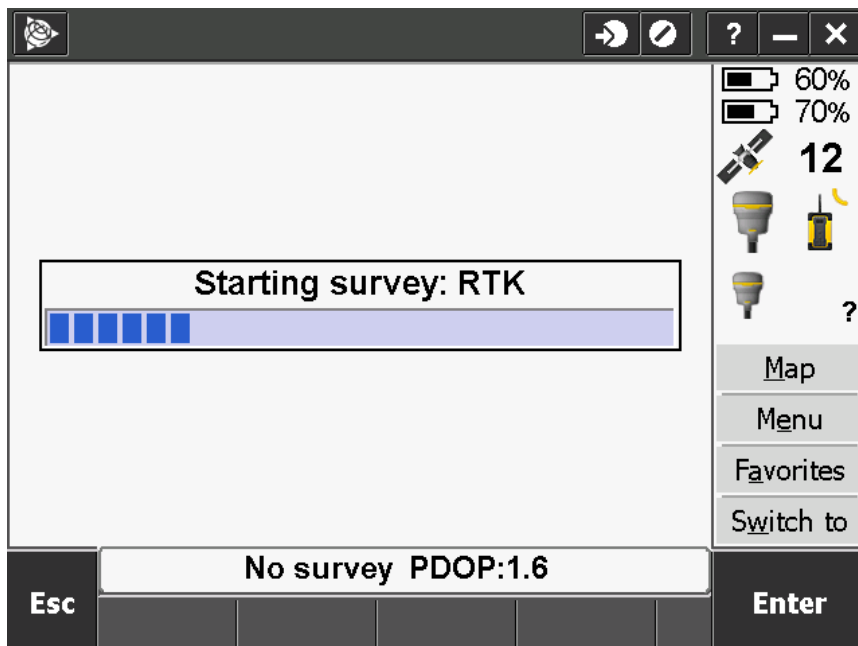 ?
60%
70%
12
Starting survey: RTK
?
Map
Menu
Favorites
Switch to
No survey PDOP:1.6
Esc
Enter